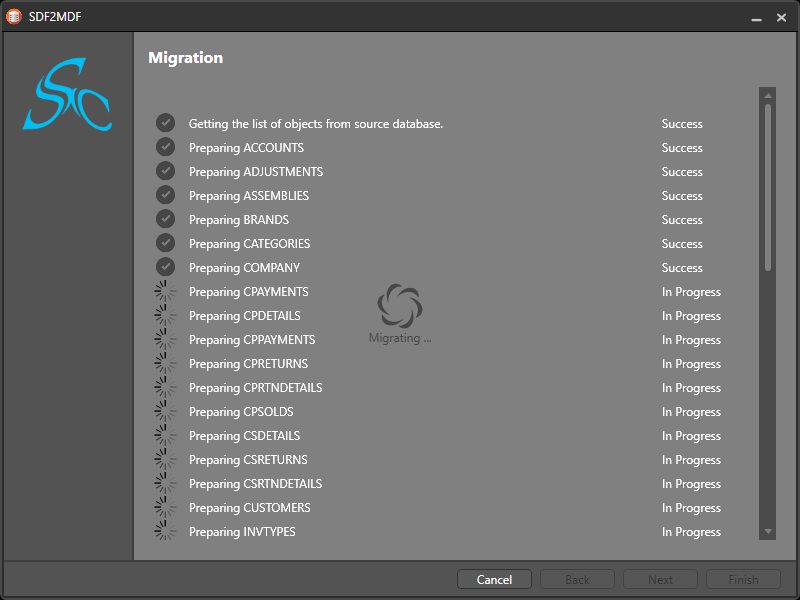 SDF2MDF
Migration
Getting the list of objects from source database. Success
Preparing ACCOUNTS Success
Preparing ADJUSTMENTS Success
Preparing ASSEMBLIES Success
Preparing BRANDS Success
Preparing CATEGORIES Success
Preparing COMPANY Success
Preparing CPAYMENTS In Progress
Preparing CPDETAILS In Progress
Preparing CPPAYMENTS In Progress
Migrating ...
Preparing CPRETURNS In Progress
Preparing CPRTNDETAILS In Progress
Preparing CPSOLDS In Progress
Preparing CSDETAILS In Progress
Preparing CSRETURNS In Progress
Preparing CSRTNDETAILS In Progress
Preparing CUSTOMERS In Progress
Preparing INVTYPES In Progress
Cancel Back Next Finish